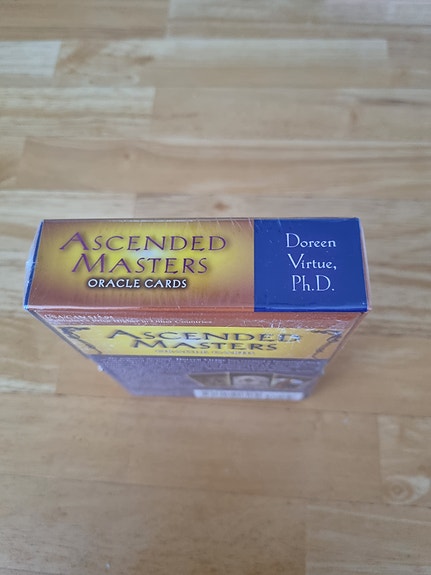 ASCENDED
MASTERS
ORACLE CARDS
Doreen
Virtue,
Ph.D.
ASCENDED
MASTERS